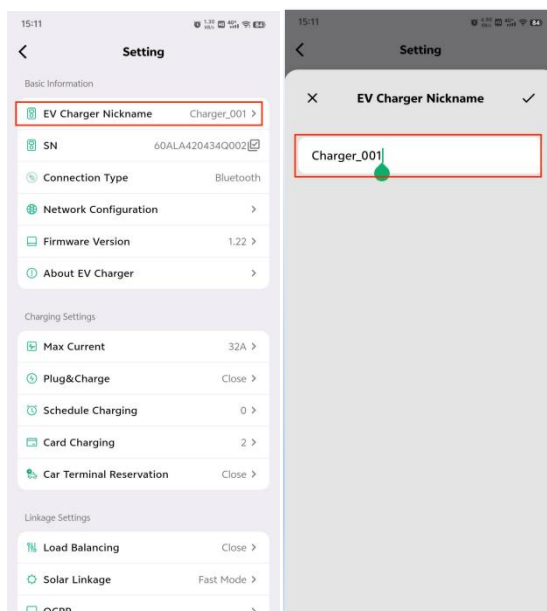 15:11
Setting
Basic Information
EV Charger Nickname Charger_001 >
SN 60ALA420434Q002
Connection Type Bluetooth
Network Configuration >
Firmware Version 1.22 >
About EV Charger >
Charging Settings
Max Current 32A >
Plug&Charge Close >
Schedule Charging 0 >
Card Charging 2 >
Car Terminal Reservation Close >
Linkage Settings
Load Balancing Close >
Solar Linkage Fast Mode >
15:11
Setting
EV Charger Nickname
Charger_001